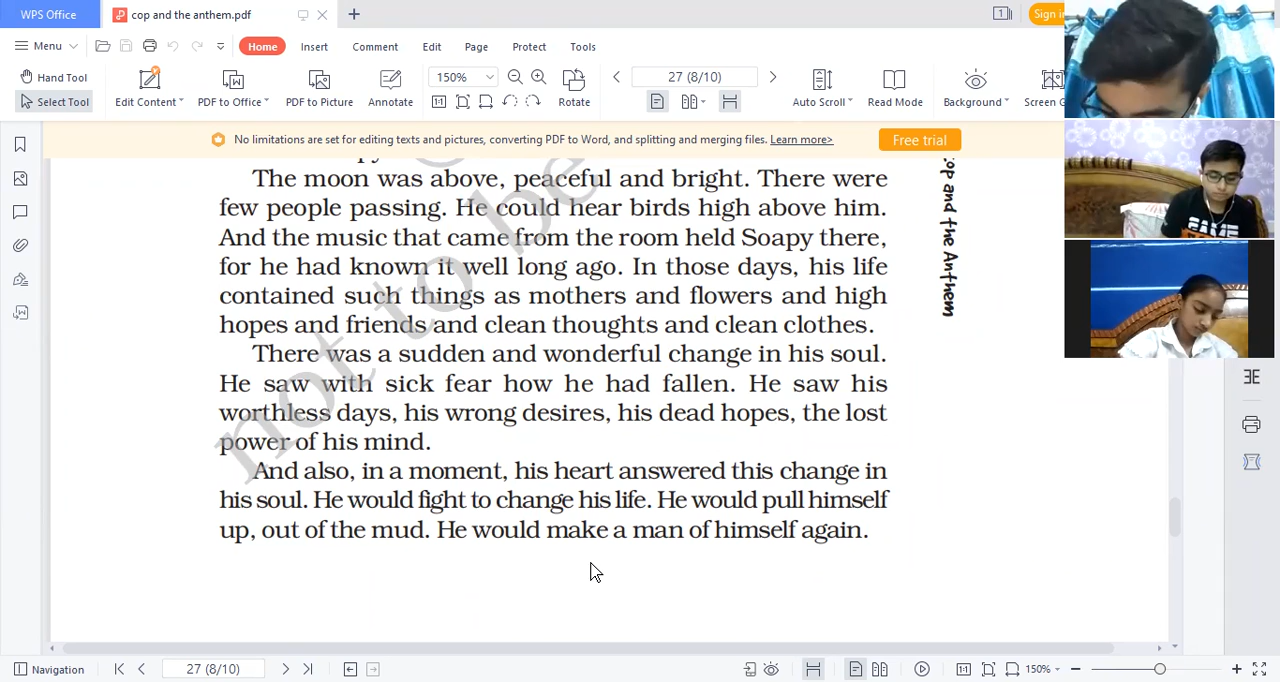 WPS Office
cop and the anthem.pdf
1
Sign in
Menu
Home
Insert
Comment
Edit
Page
Protect
Tools
Hand Tool
Select Tool
Edit Content
PDF to Office
PDF to Picture
Annotate
150%
27 (8/10)
Rotate
Auto Scroll
Read Mode
Background
Screen G
No limitations are set for editing texts and pictures, converting PDF to Word, and splitting and merging files. Learn more>
Free trial
The moon was above, peaceful and bright. There were
few people passing. He could hear birds high above him.
And the music that came from the room held Soapy there,
for he had known it well long ago. In those days, his life
contained such things as mothers and flowers and high
hopes and friends and clean thoughts and clean clothes.
There was a sudden and wonderful change in his soul.
He saw with sick fear how he had fallen. He saw his
worthless days, his wrong desires, his dead hopes, the lost
power of his mind.
And also, in a moment, his heart answered this change in
his soul. He would fight to change his life. He would pull himself
up, out of the mud. He would make a man of himself again.
not to be
op and the Anthem
GAME
Navigation
27 (8/10)
150%